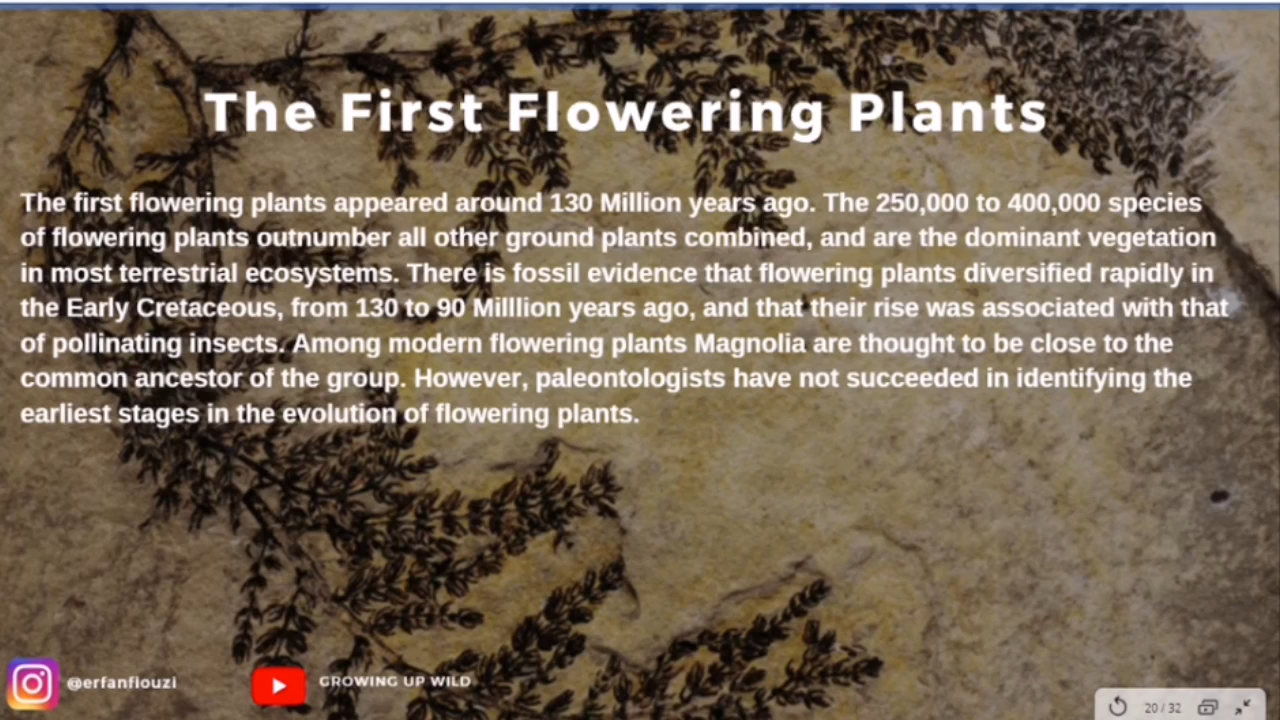 The First Flowering Plants
The first flowering plants appeared around 130 Million years ago. The 250,000 to 400,000 species
of flowering plants outnumber all other ground plants combined, and are the dominant vegetation
in most terrestrial ecosystems. There is fossil evidence that flowering plants diversified rapidly in
the Early Cretaceous, from 130 to 90 Milllion years ago, and that their rise was associated with that
of pollinating insects. Among modern flowering plants Magnolia are thought to be close to the
common ancestor of the group. However, paleontologists have not succeeded in identifying the
earliest stages in the evolution of flowering plants.
@erfanfiouzi
GROWING UP WILD
20 / 32